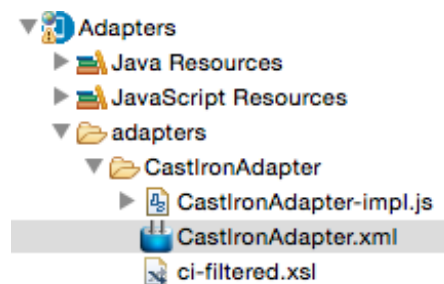 Adapters
Java Resources
JavaScript Resources
adapters
CastIronAdapter
CastIronAdapter-impl.js
CastIronAdapter.xml
ci-filtered.xsl